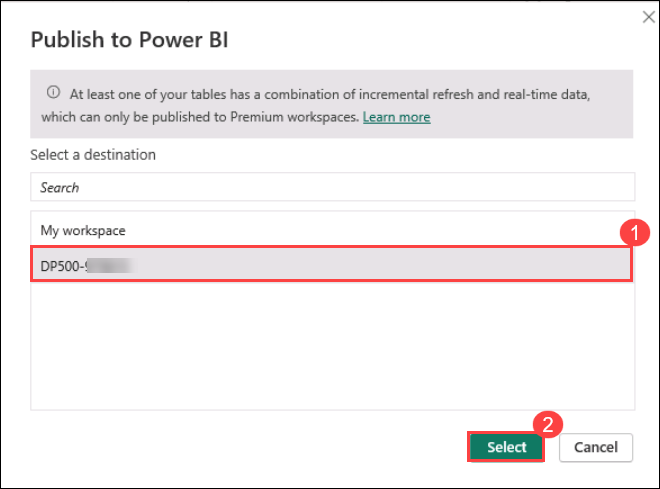 Publish to Power BI
At least one of your tables has a combination of incremental refresh and real-time data,
which can only be published to Premium workspaces. Learn more
Select a destination
Search
My workspace
1
DP500-
2
Select
Cancel